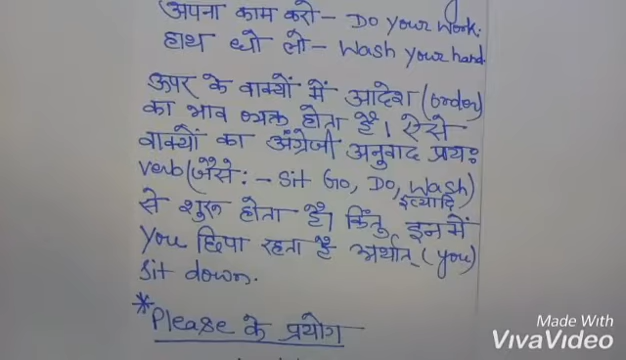 अपना काम करो – Do your work.
हाथ धो लो – Wash your hand
ऊपर के वाक्यों में आदेश (order)
का भाव व्यक्त होता है। ऐसे
वाक्यों का अंग्रेजी अनुवाद प्रायः
verb (जैसे :- Sit Go, Do, Wash)
इत्यादि
से शुरू होता है। किंतु इनमें
you छिपा रहता है अर्थात् (you)
Sit down.
*Please के प्रयोग
Made With
VivaVideo